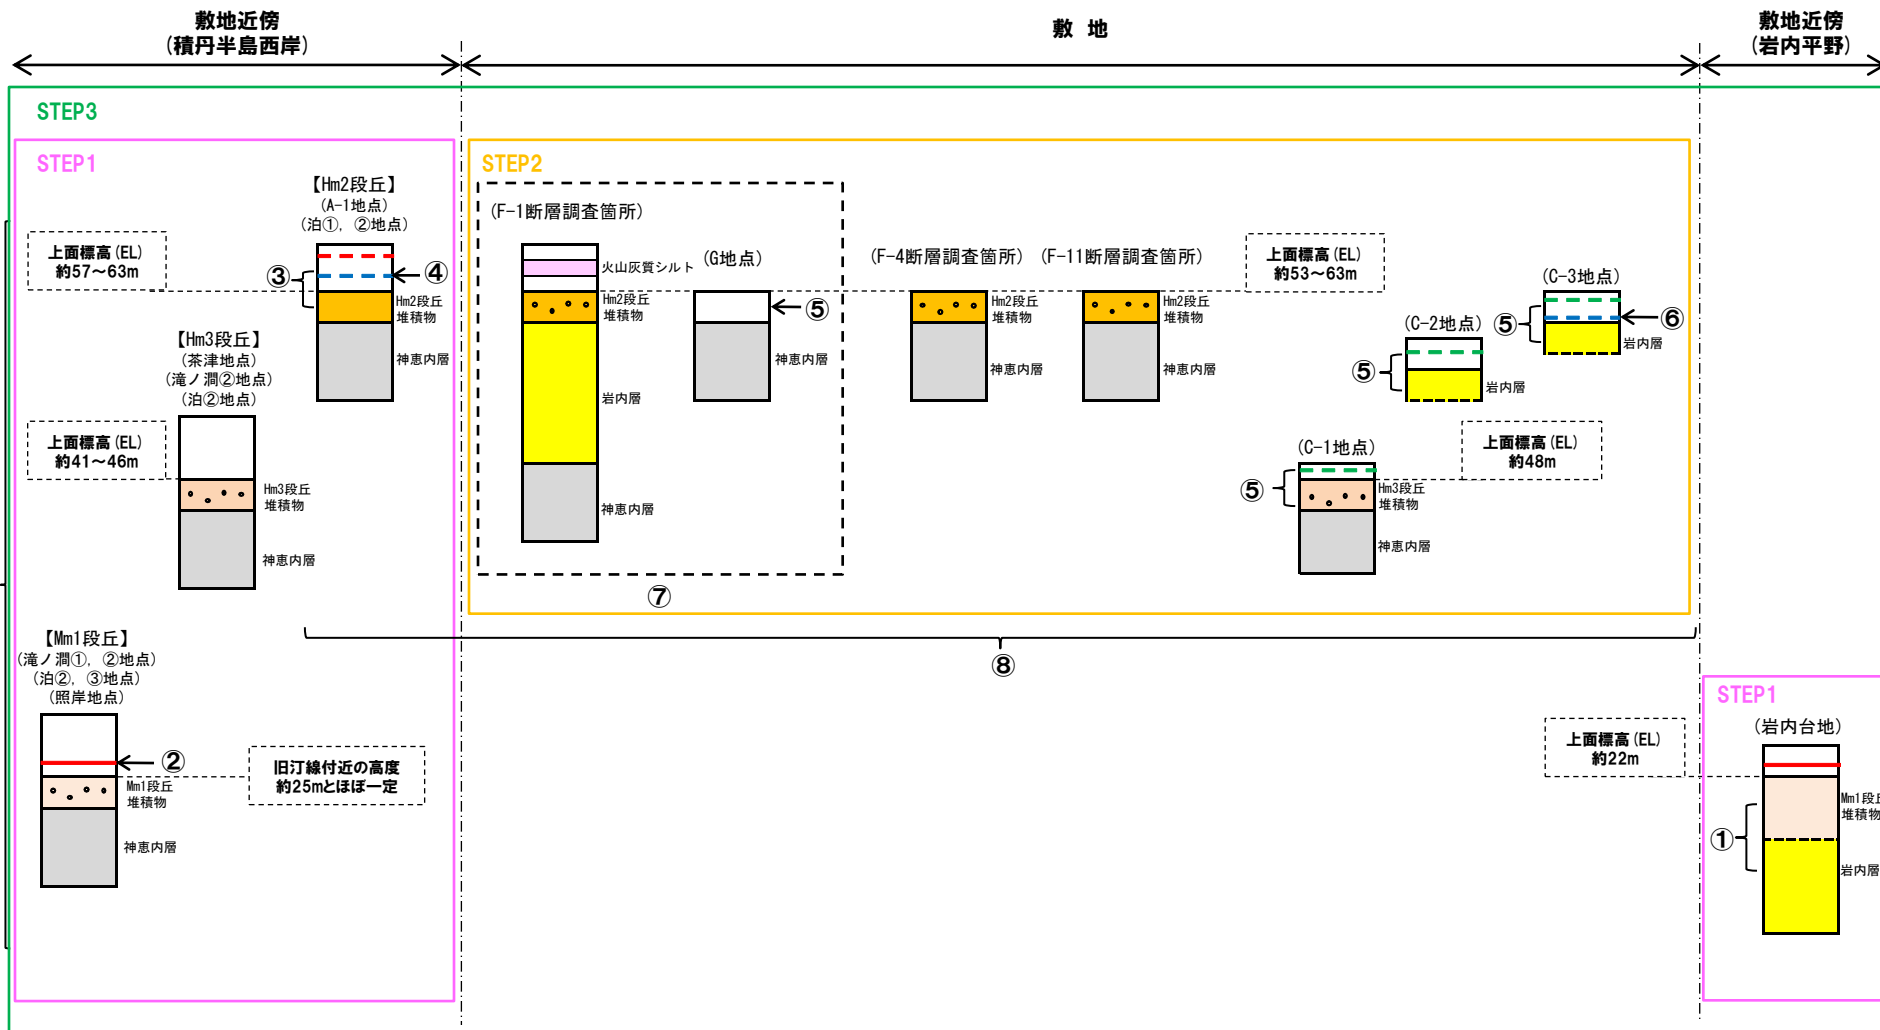 敷地近傍
(積丹半島西岸)
敷 地
敷地近傍
(岩内平野)
STEP3
STEP1
【Hm2段丘】
(A-1地点)
(泊①, ②地点)
上面標高(EL)
約57～63m
③
④
Hm2段丘
堆積物
神恵内層
【Hm3段丘】
(茶津地点)
(滝ノ澗②地点)
(泊②地点)
上面標高(EL)
約41～46m
Hm3段丘
堆積物
神恵内層
【Mm1段丘】
(滝ノ澗①, ②地点)
(泊②, ③地点)
(照岸地点)
②
旧汀線付近の高度
約25mとほぼ一定
Mm1段丘
堆積物
神恵内層
STEP2
(F-1断層調査箇所)
火山灰質シルト
Hm2段丘
堆積物
岩内層
神恵内層
(G地点)
⑤
神恵内層
⑦
(F-4断層調査箇所)
Hm2段丘
堆積物
神恵内層
(F-11断層調査箇所)
Hm2段丘
堆積物
神恵内層
上面標高(EL)
約53～63m
(C-3地点)
⑤
⑥
岩内層
(C-2地点)
⑤
岩内層
(C-1地点)
上面標高(EL)
約48m
⑤
Hm3段丘
堆積物
神恵内層
⑧
STEP1
(岩内台地)
上面標高(EL)
約22m
Mm1段丘
堆積物
①
岩内層